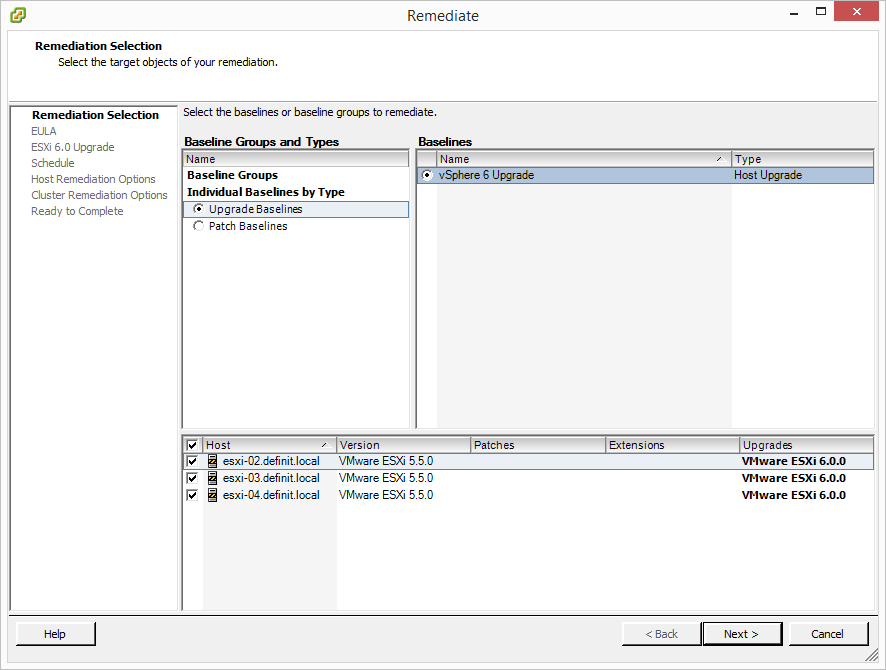 Remediate
Remediation Selection
Select the target objects of your remediation.
Remediation Selection
EULA
ESXi 6.0 Upgrade
Schedule
Host Remediation Options
Cluster Remediation Options
Ready to Complete
Select the baselines or baseline groups to remediate.
Baseline Groups and Types
Name
Baseline Groups
Individual Baselines by Type
Upgrade Baselines
Patch Baselines
Baselines
Name Type
vSphere 6 Upgrade Host Upgrade
Host Version Patches Extensions Upgrades
esxi-02.definit.local VMware ESXi 5.5.0 VMware ESXi 6.0.0
esxi-03.definit.local VMware ESXi 5.5.0 VMware ESXi 6.0.0
esxi-04.definit.local VMware ESXi 5.5.0 VMware ESXi 6.0.0
Help < Back Next > Cancel